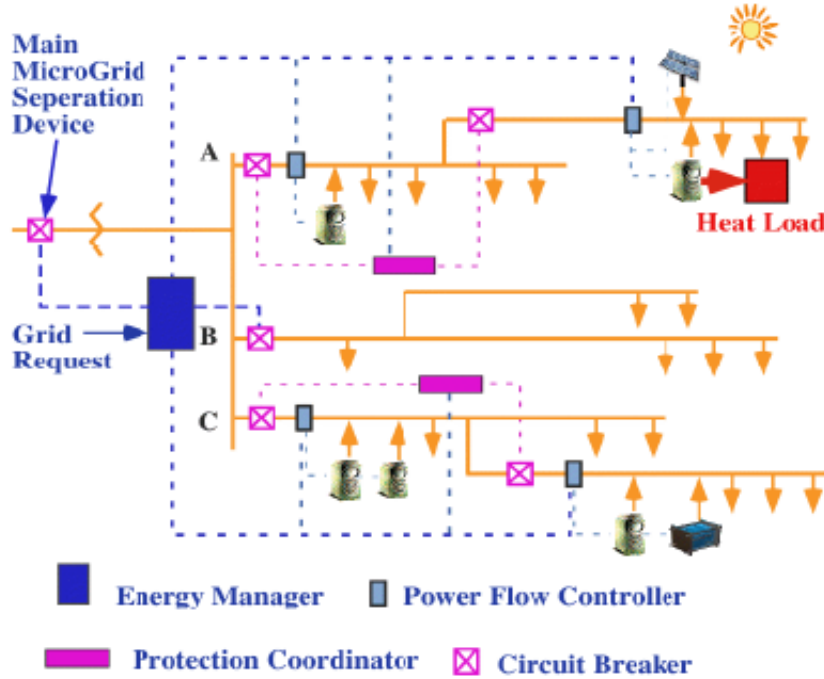 Main
MicroGrid
Seperation
Device
A
Heat Load
Grid
Request
B
C
Energy Manager
Power Flow Controller
Protection Coordinator
Circuit Breaker